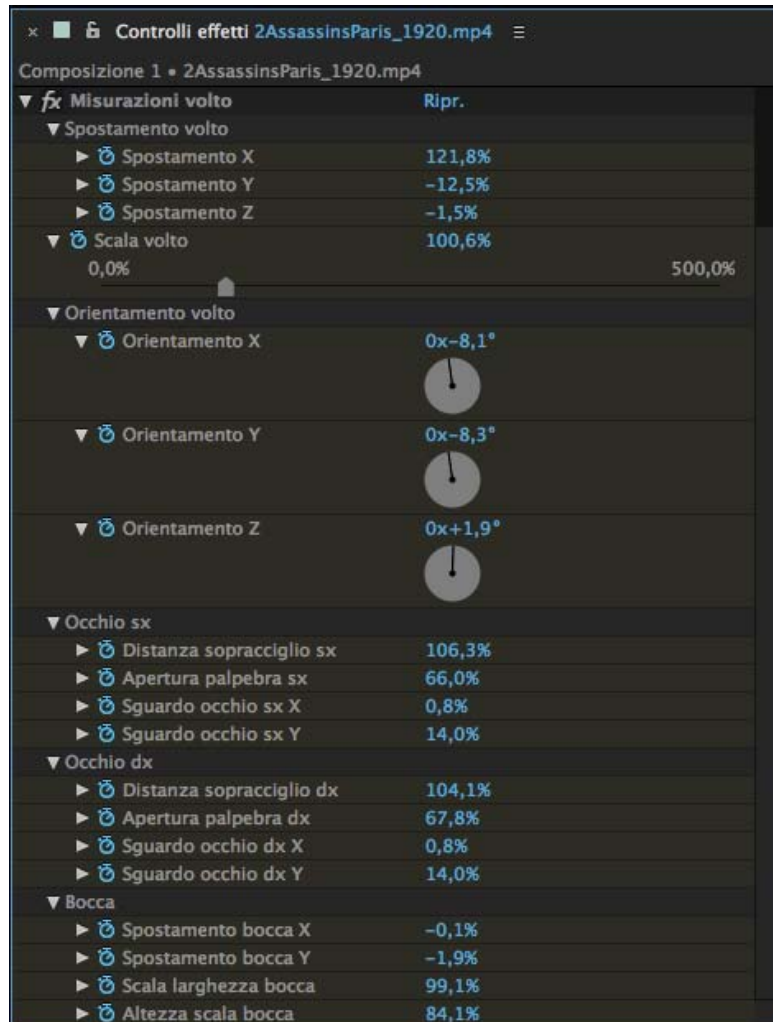 Controlli effetti 2AssassinsParis_1920.mp4
Composizione 1 • 2AssassinsParis_1920.mp4
fx Misurazioni volto Ripr.
Spostamento volto
Spostamento X 121,8%
Spostamento Y −12,5%
Spostamento Z −1,5%
Scala volto 100,6%
0,0% 500,0%
Orientamento volto
Orientamento X 0x−8,1°
Orientamento Y 0x−8,3°
Orientamento Z 0x+1,9°
Occhio sx
Distanza sopracciglio sx 106,3%
Apertura palpebra sx 66,0%
Sguardo occhio sx X 0,8%
Sguardo occhio sx Y 14,0%
Occhio dx
Distanza sopracciglio dx 104,1%
Apertura palpebra dx 67,8%
Sguardo occhio dx X 0,8%
Sguardo occhio dx Y 14,0%
Bocca
Spostamento bocca X −0,1%
Spostamento bocca Y −1,9%
Scala larghezza bocca 99,1%
Altezza scala bocca 84,1%